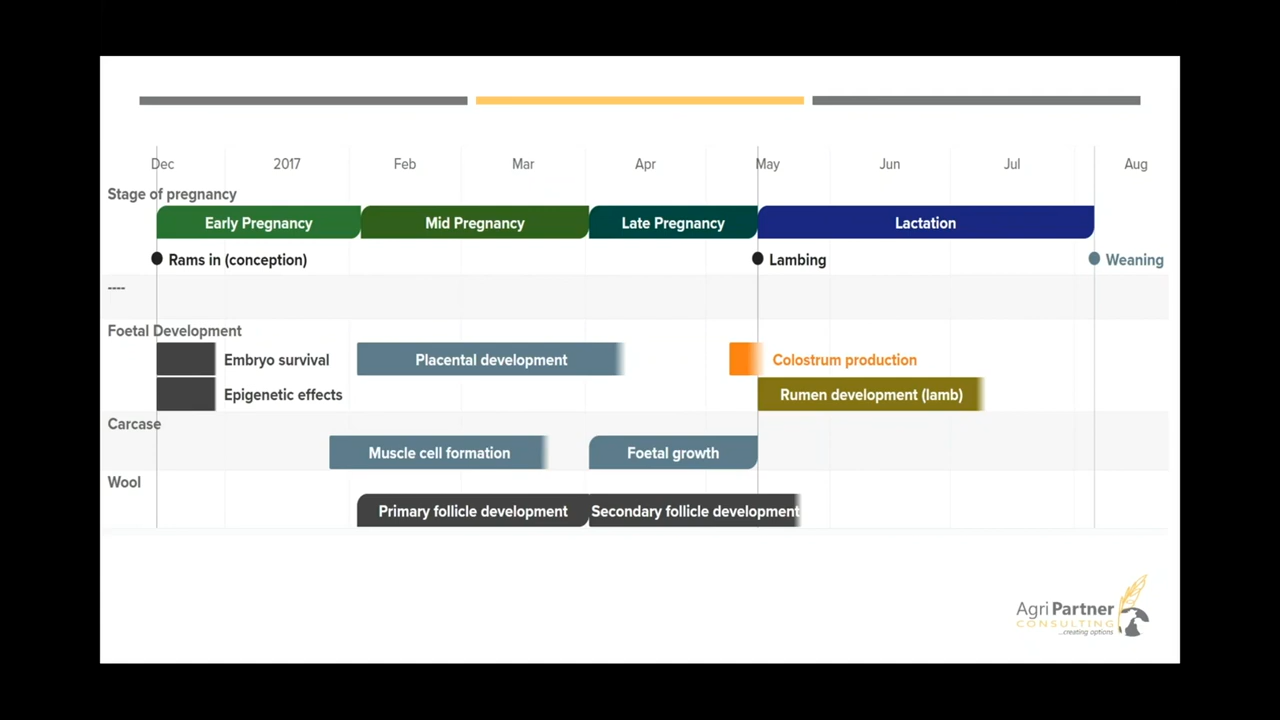 Dec 2017 Feb Mar Apr May Jun Jul Aug
Stage of pregnancy
Early Pregnancy Mid Pregnancy Late Pregnancy Lactation
Rams in (conception) Lambing Weaning
----
Foetal Development
Embryo survival Placental development Colostrum production
Epigenetic effects Rumen development (lamb)
Carcase
Muscle cell formation Foetal growth
Wool
Primary follicle development Secondary follicle development
Agri Partner
CONSULTING
...creating options